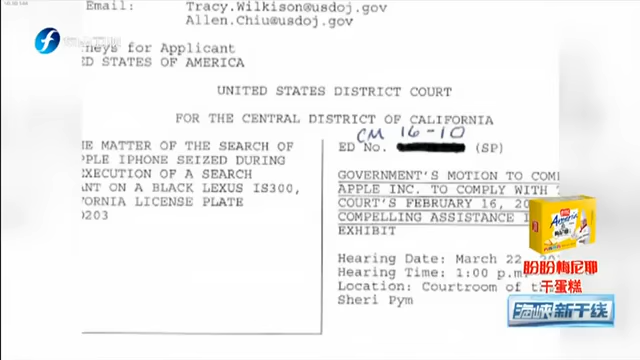 Email: Tracy.Wilkison@usdoj.gov
Allen.Chiu@usdoj.gov
rneys for Applicant
ED STATES OF AMERICA
UNITED STATES DISTRICT COURT
FOR THE CENTRAL DISTRICT OF CALIFORNIA
E MATTER OF THE SEARCH OF
PPLE IPHONE SEIZED DURING
EXECUTION OF A SEARCH
ANT ON A BLACK LEXUS IS300,
FORNIA LICENSE PLATE
0203
CM 16-10
ED No. (SP)
GOVERNMENT'S MOTION TO COM
APPLE INC. TO COMPLY WITH
COURT'S FEBRUARY 16, 20
COMPELLING ASSISTANCE I
EXHIBIT
Hearing Date: March 22, 20
Hearing Time: 1:00 p.m.
Location: Courtroom of th
Sheri Pym
盼盼梅尼耶
干蛋糕
海峡新干线